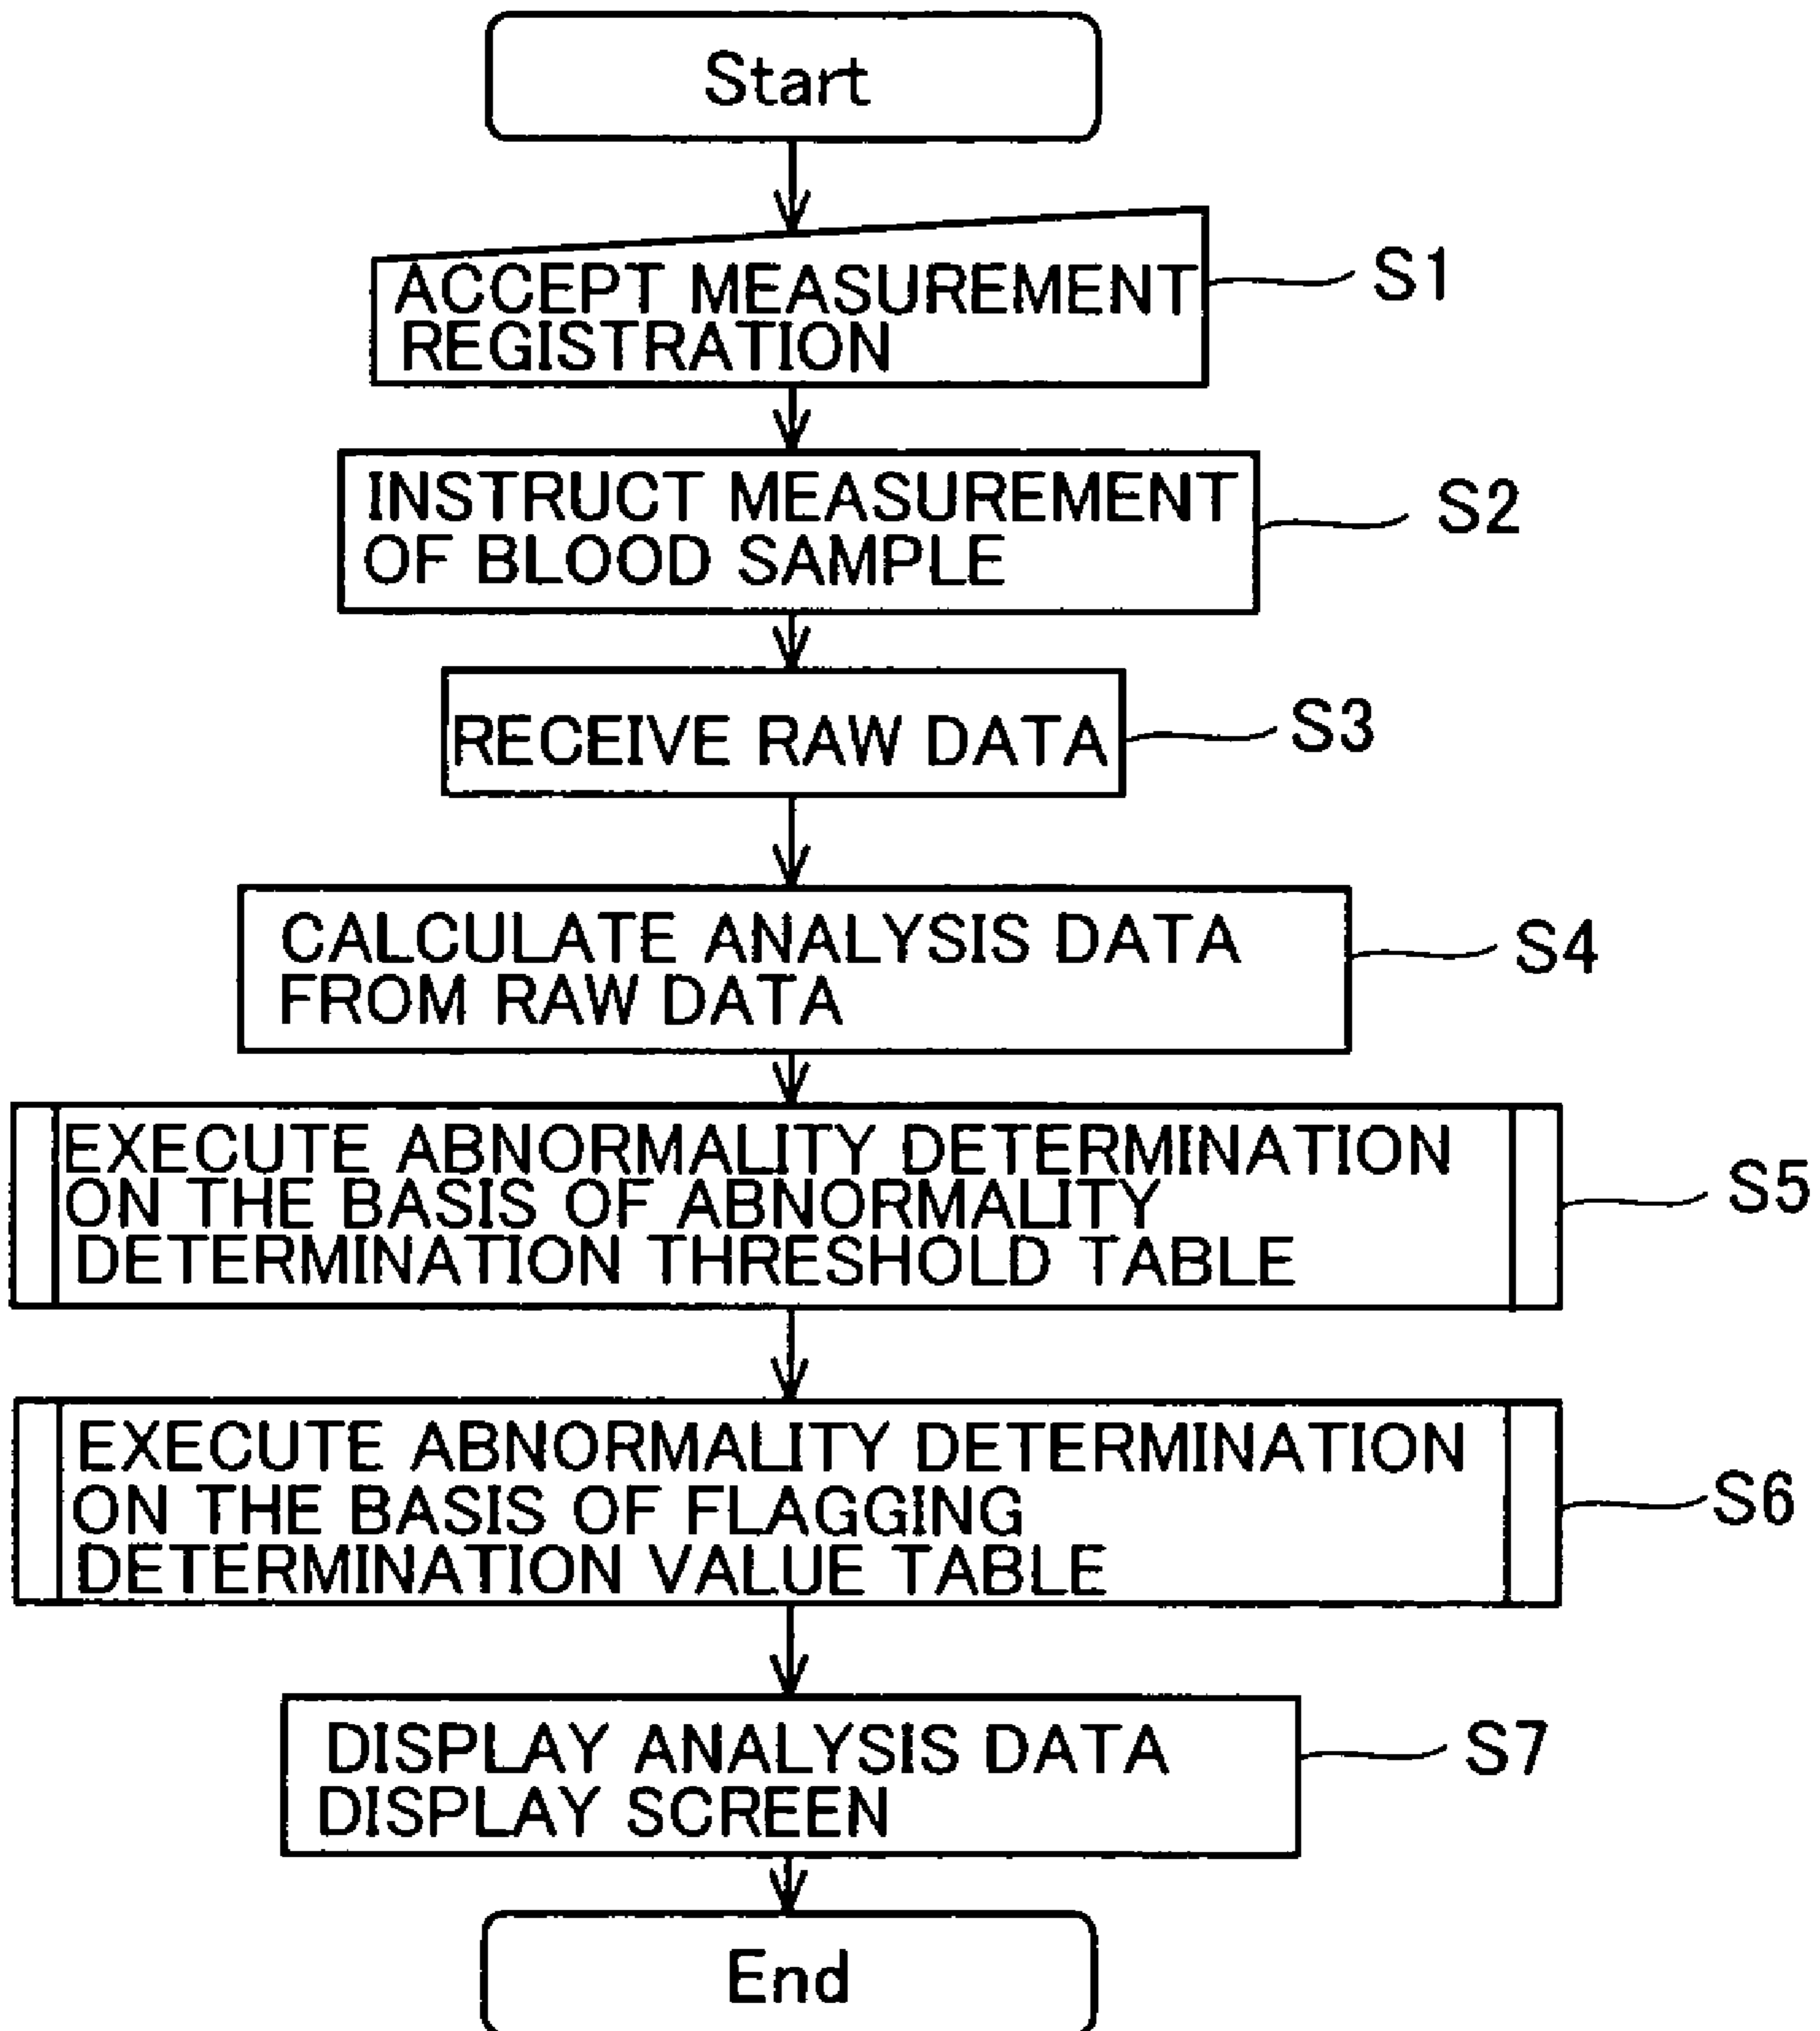 Start
ACCEPT MEASUREMENT
REGISTRATION
S1
INSTRUCT MEASUREMENT
OF BLOOD SAMPLE
S2
RECEIVE RAW DATA
S3
CALCULATE ANALYSIS DATA
FROM RAW DATA
S4
EXECUTE ABNORMALITY DETERMINATION
ON THE BASIS OF ABNORMALITY
DETERMINATION THRESHOLD TABLE
S5
EXECUTE ABNORMALITY DETERMINATION
ON THE BASIS OF FLAGGING
DETERMINATION VALUE TABLE
S6
DISPLAY ANALYSIS DATA
DISPLAY SCREEN
S7
End